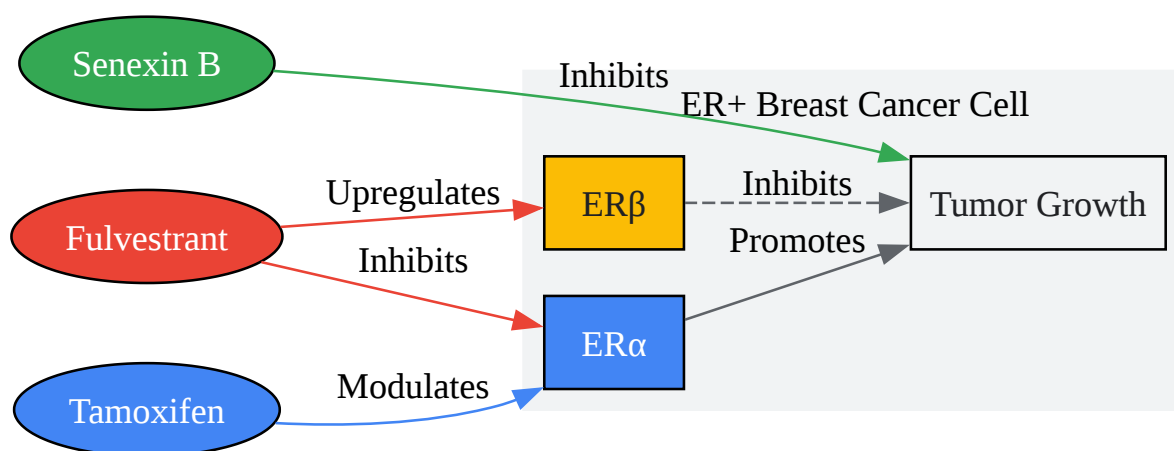 Senexin B
Inhibits
ER+ Breast Cancer Cell
Upregulates
ERβ
Inhibits
Tumor Growth
Fulvestrant
Inhibits
Promotes
ERα
Modulates
Tamoxifen